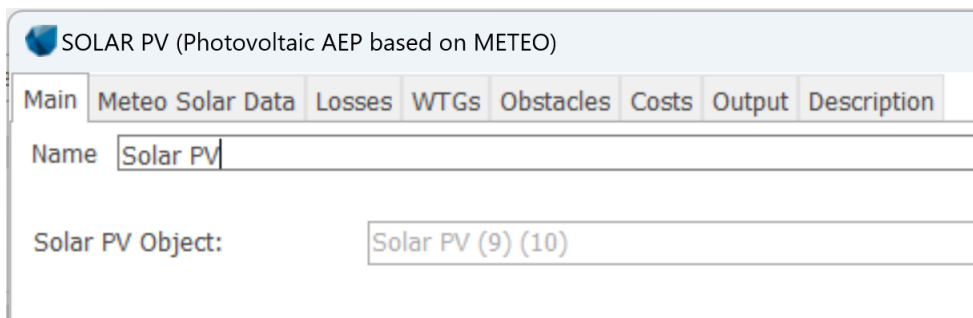 SOLAR PV (Photovoltaic AEP based on METEO)
Main Meteo Solar Data Losses WTGs Obstacles Costs Output Description
Name Solar PV
Solar PV Object: Solar PV (9) (10)